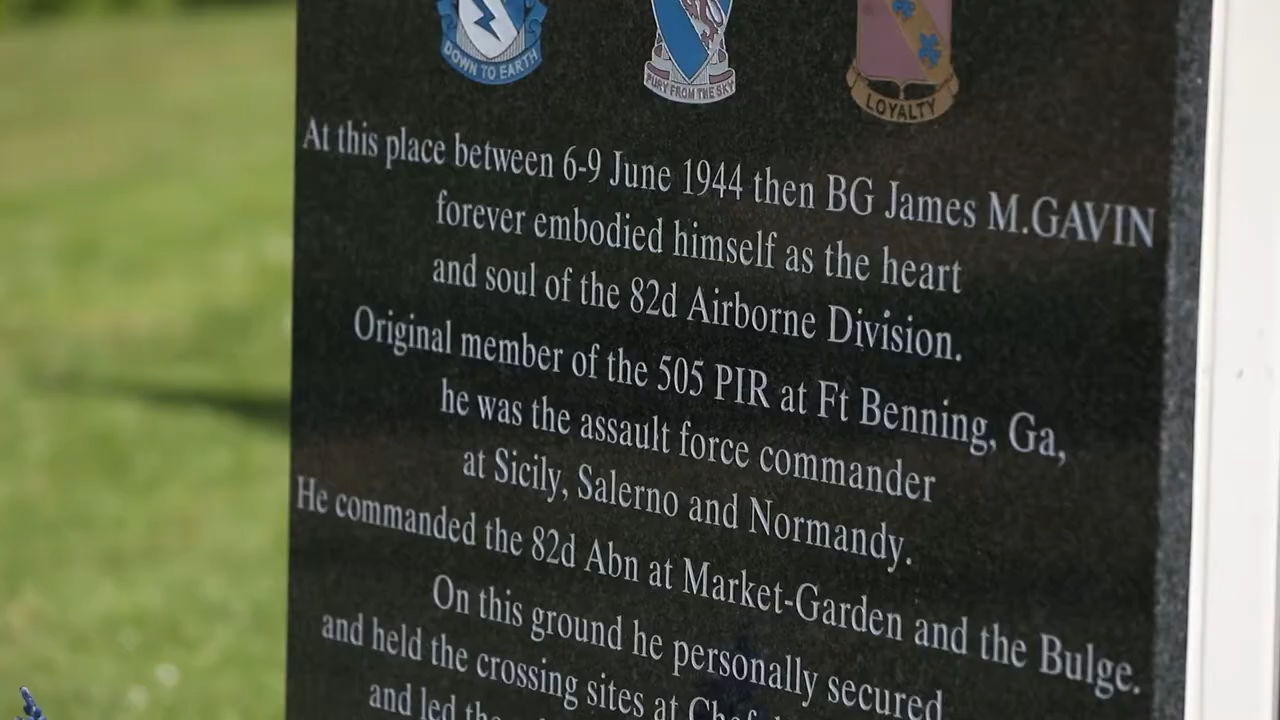 DOWN TO EARTH
FURY FROM THE SKY
LOYALTY
At this place between 6-9 June 1944 then BG James M.GAVIN
forever embodied himself as the heart
and soul of the 82d Airborne Division.
Original member of the 505 PIR at Ft Benning, Ga,
he was the assault force commander
at Sicily, Salerno and Normandy.
He commanded the 82d Abn at Market-Garden and the Bulge.
On this ground he personally secured
and held the crossing sites at
and led